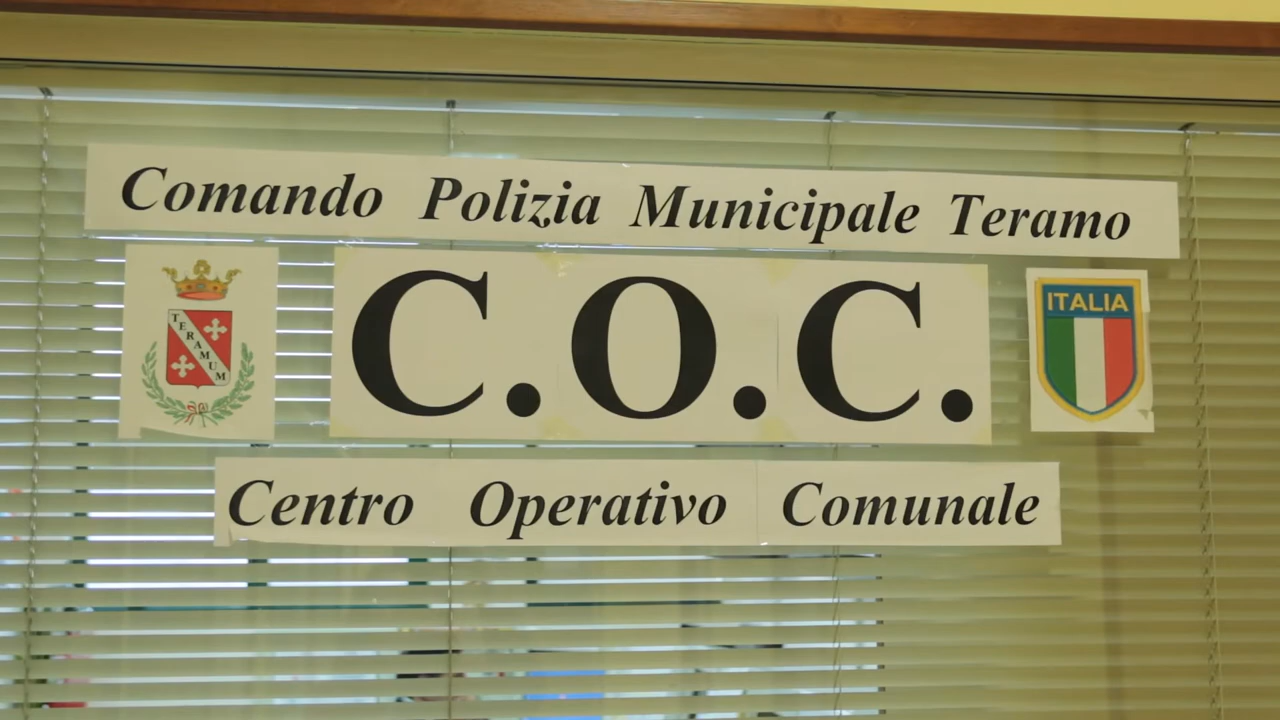 Comando Polizia Municipale Teramo
TERAMUM
C.O.C.
ITALIA
Centro Operativo Comunale